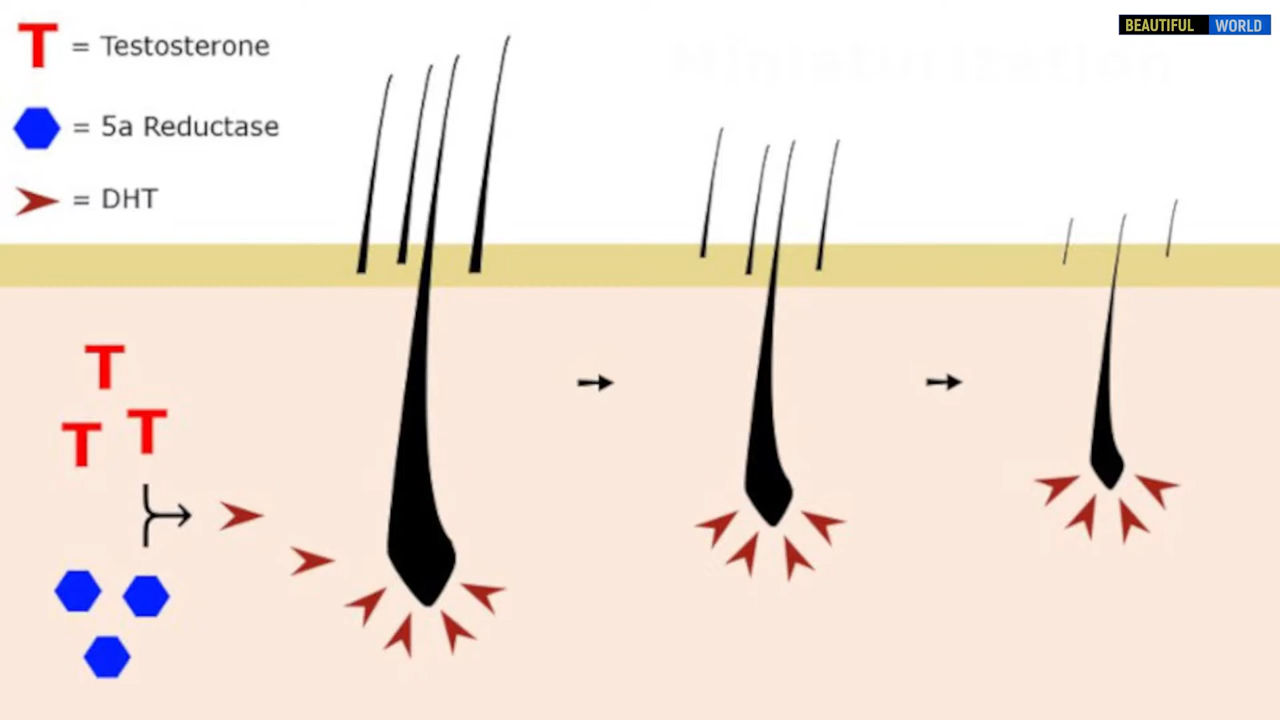 T = Testosterone
= 5a Reductase
= DHT
BEAUTIFUL WORLD
T
T
T